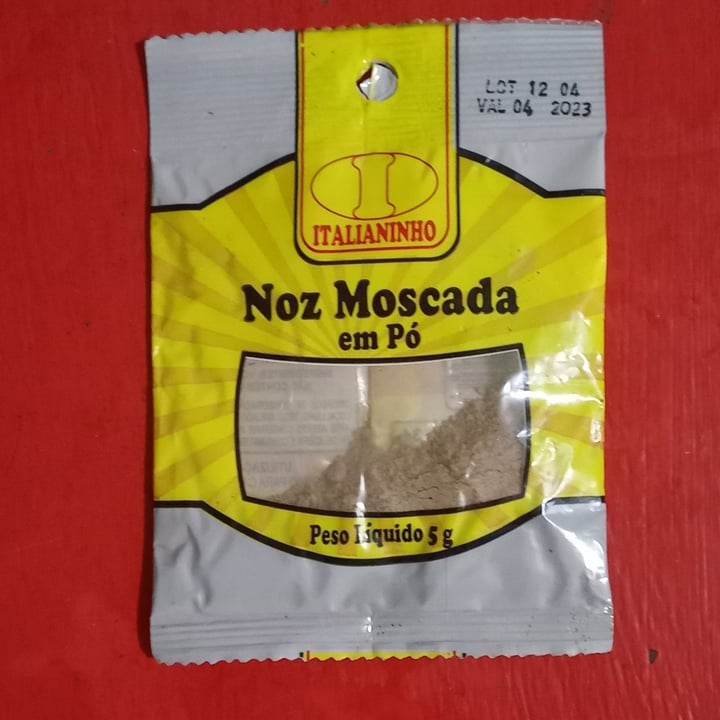 LOT 12 04
VAL 04 2023
I
ITALIANINHO
Noz Moscada
em Pó
Peso Líquido 5 g